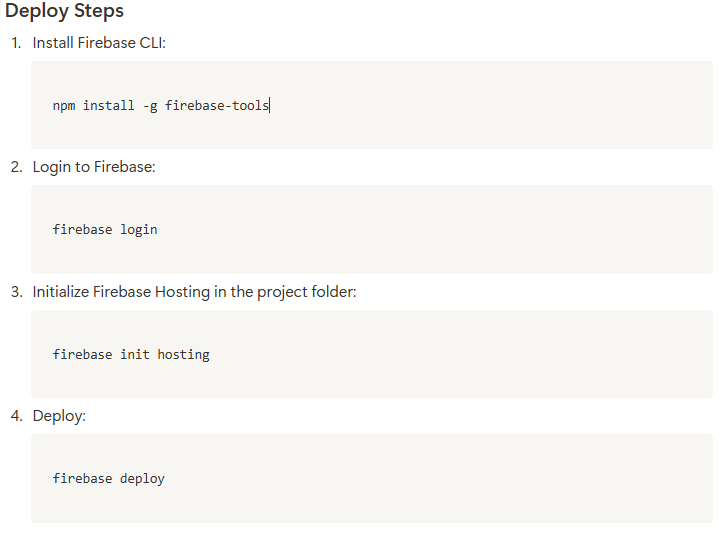 Deploy Steps
1. Install Firebase CLI:
npm install -g firebase-tools
2. Login to Firebase:
firebase login
3. Initialize Firebase Hosting in the project folder:
firebase init hosting
4. Deploy:
firebase deploy